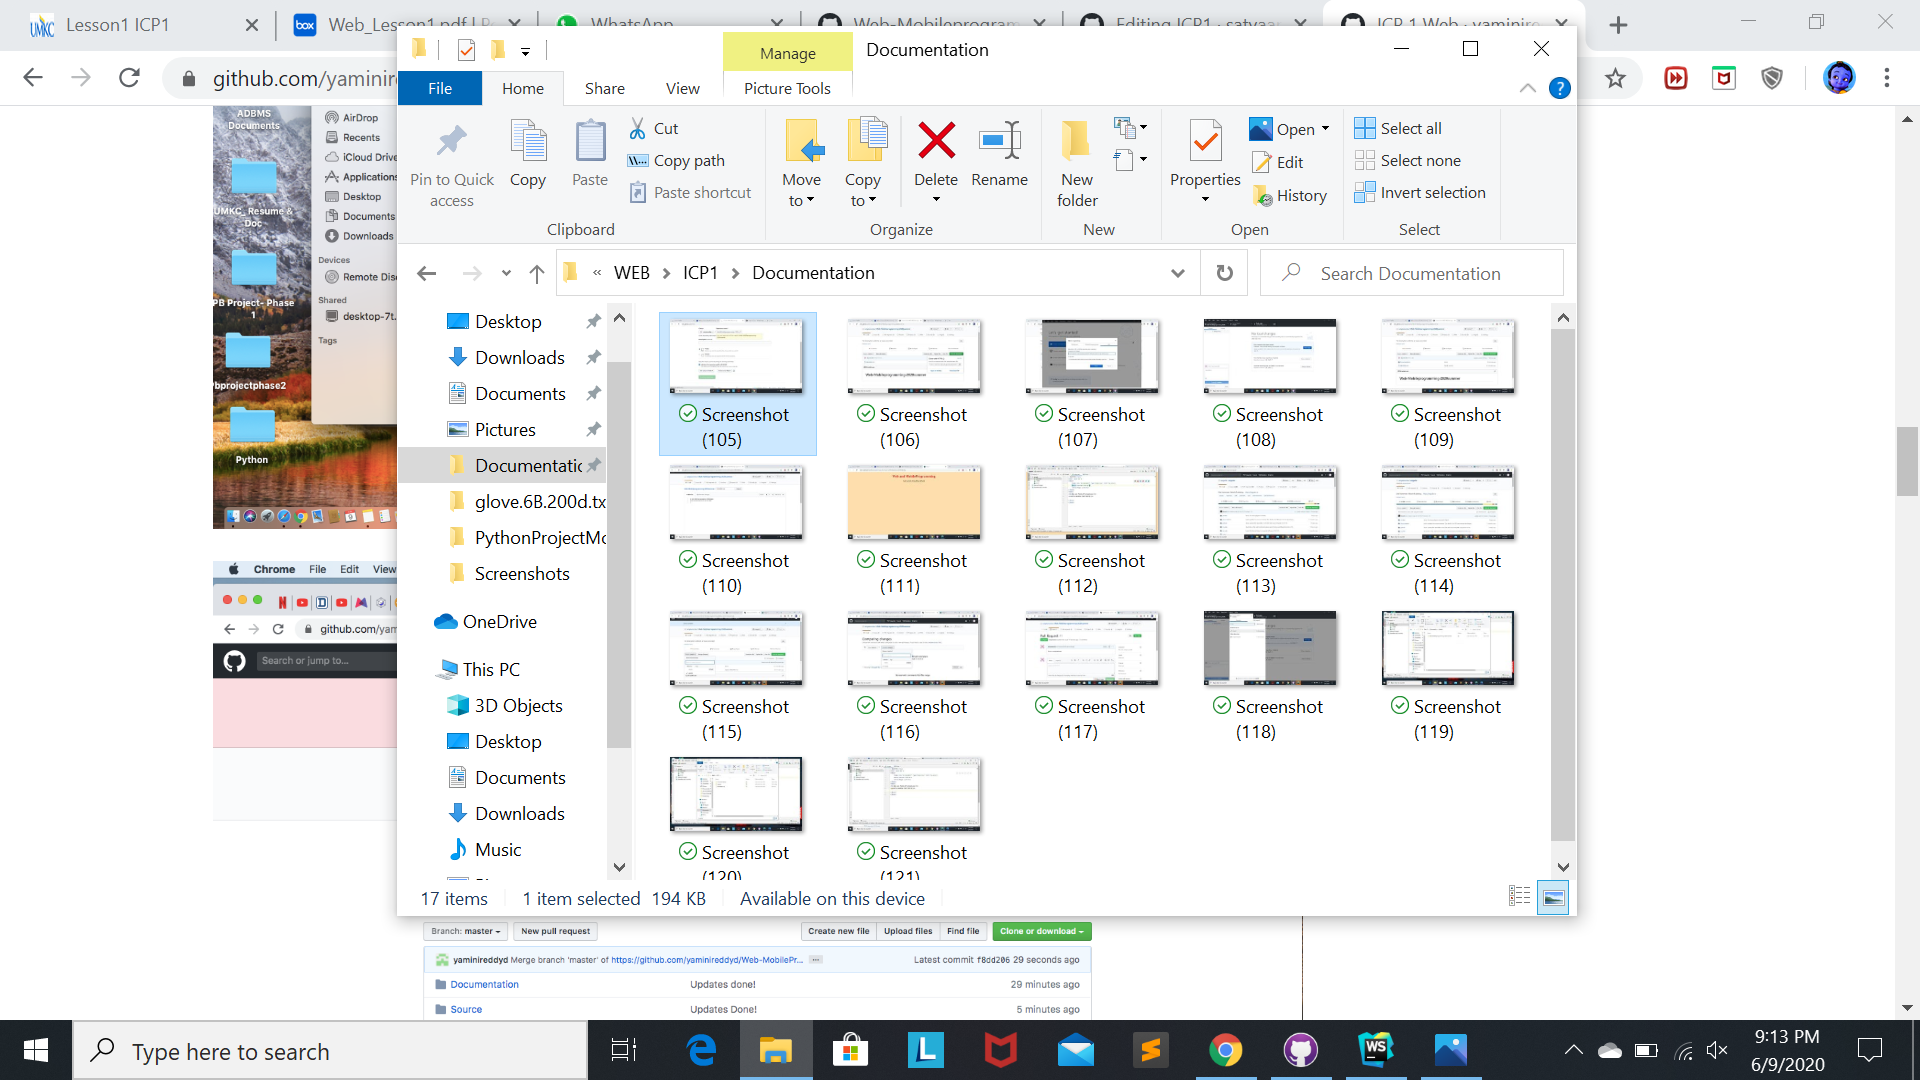 Lesson1 ICP1
Web_Lesson1.pdf | P
WhatsApp
Web-Mobileprogram
Editing ICP1 · satyaa
ICP 1 Web · yaminire
github.com/yaminire
Manage
Documentation
File
Home
Share
View
Picture Tools
Pin to Quick access
Copy
Paste
Cut
Copy path
Paste shortcut
Move to
Copy to
Delete
Rename
New folder
Properties
Open
Edit
History
Select all
Select none
Invert selection
Clipboard
Organize
New
Open
Select
« WEB > ICP1 > Documentation
Search Documentation
ADBMS Documents
UMKC_ Resume & Doc
PB Project- Phase 1
Pbprojectphase2
Python
AirDrop
Recents
iCloud Drive
Applications
Desktop
Documents
Downloads
Devices
Remote Disc
Shared
desktop-7t.
Tags
Chrome File Edit View
github.com/yam
Search or jump to...
Desktop
Downloads
Documents
Pictures
Documentatic
glove.6B.200d.tx
PythonProjectMo
Screenshots
OneDrive
This PC
3D Objects
Desktop
Documents
Downloads
Music
Screenshot (105)
Screenshot (106)
Screenshot (107)
Screenshot (108)
Screenshot (109)
Screenshot (110)
Screenshot (111)
Screenshot (112)
Screenshot (113)
Screenshot (114)
Screenshot (115)
Screenshot (116)
Screenshot (117)
Screenshot (118)
Screenshot (119)
Screenshot (120)
Screenshot (121)
17 items
1 item selected 194 KB
Available on this device
Branch: master
New pull request
Create new file
Upload files
Find file
Clone or download
yaminireddyd Merge branch 'master' of https://github.com/yaminireddyd/Web-MobilePr...
Latest commit f8dd206 29 seconds ago
Documentation
Updates done!
29 minutes ago
Source
Updates Done!
5 minutes ago
Type here to search
9:13 PM
6/9/2020